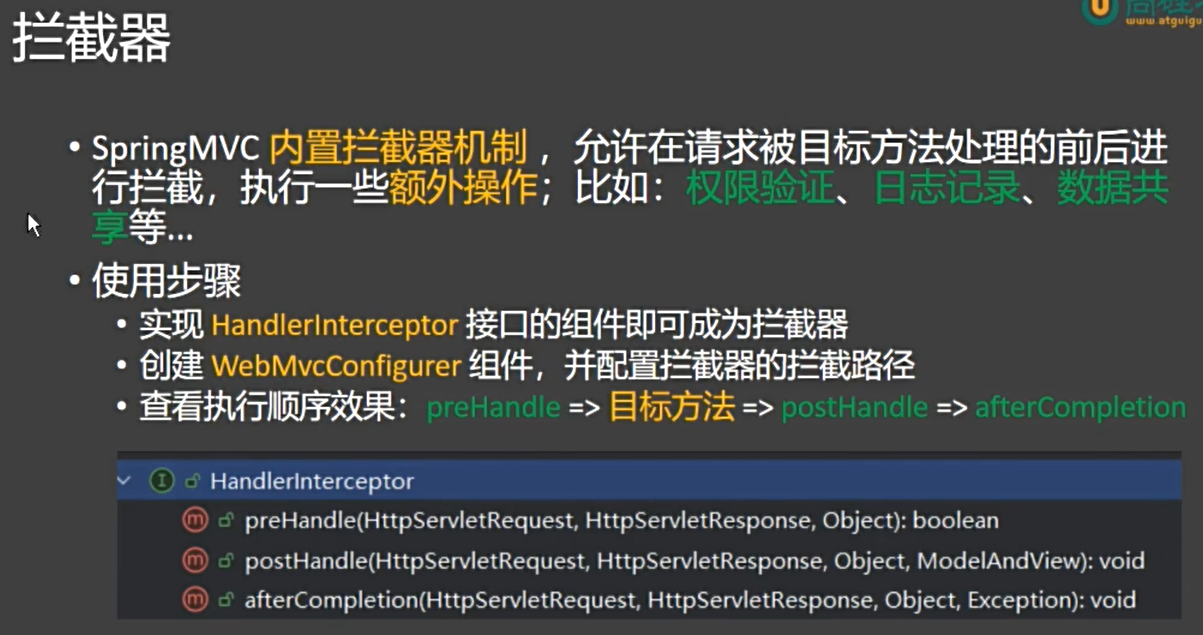 拦截器
www.atguigu
• SpringMVC 内置拦截器机制 ，允许在请求被目标方法处理的前后进
行拦截，执行一些额外操作；比如：权限验证、日志记录、数据共
享等...
• 使用步骤
• 实现 HandlerInterceptor 接口的组件即可成为拦截器
• 创建 WebMvcConfigurer 组件，并配置拦截器的拦截路径
• 查看执行顺序效果：preHandle => 目标方法 => postHandle => afterCompletion
I HandlerInterceptor
m preHandle(HttpServletRequest, HttpServletResponse, Object): boolean
m postHandle(HttpServletRequest, HttpServletResponse, Object, ModelAndView): void
m afterCompletion(HttpServletRequest, HttpServletResponse, Object, Exception): void